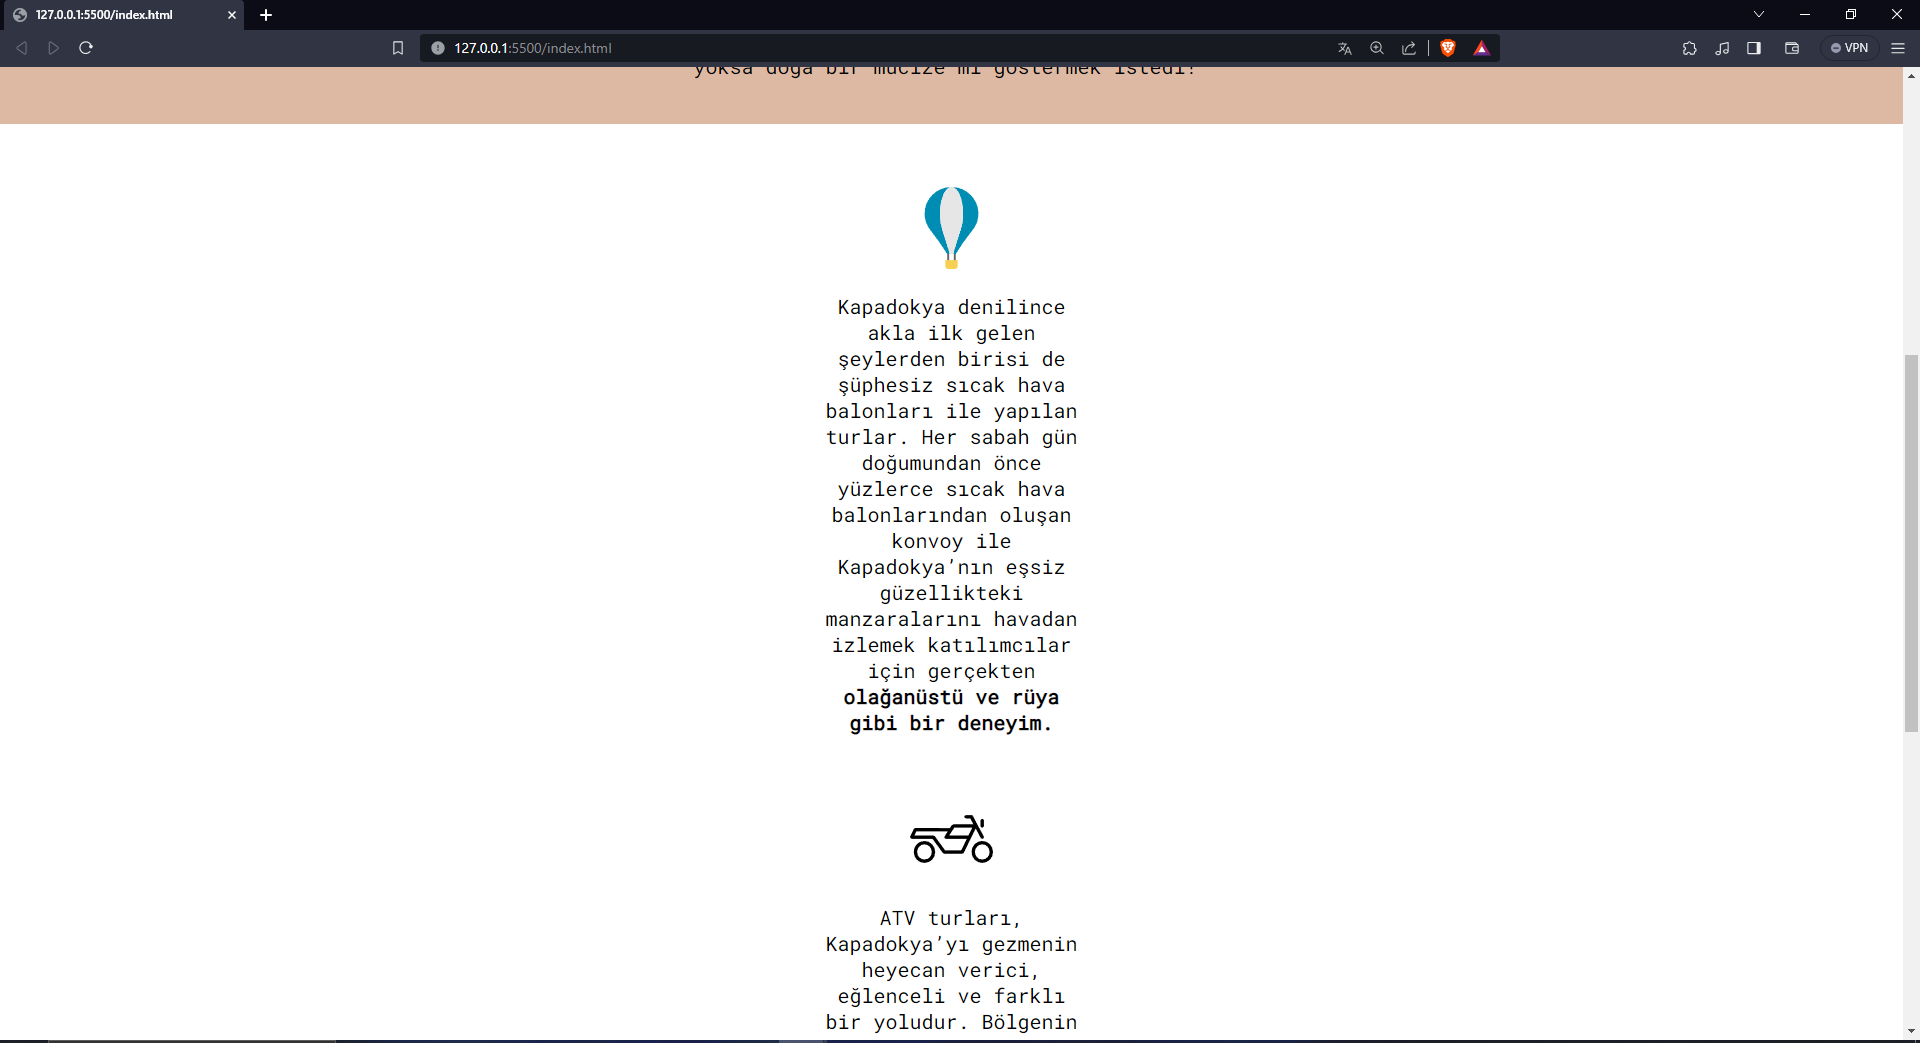 127.0.0.1:5500/index.html
127.0.0.1:5500/index.html
VPN
yoksa doğa bir mucize mi göstermek istedi?
Kapadokya denilince
akla ilk gelen
şeylerden birisi de
şüphesiz sıcak hava
balonları ile yapılan
turlar. Her sabah gün
doğumundan önce
yüzlerce sıcak hava
balonlarından oluşan
konvoy ile
Kapadokya’nın eşsiz
güzellikteki
manzaralarını havadan
izlemek katılımcılar
için gerçekten
olağanüstü ve rüya
gibi bir deneyim.
ATV turları,
Kapadokya’yı gezmenin
heyecan verici,
eğlenceli ve farklı
bir yoludur. Bölgenin